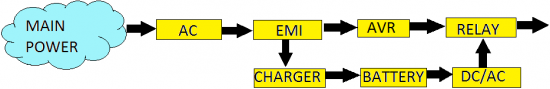 MAIN
POWER
AC
EMI
AVR
RELAY
CHARGER
BATTERY
DC/AC